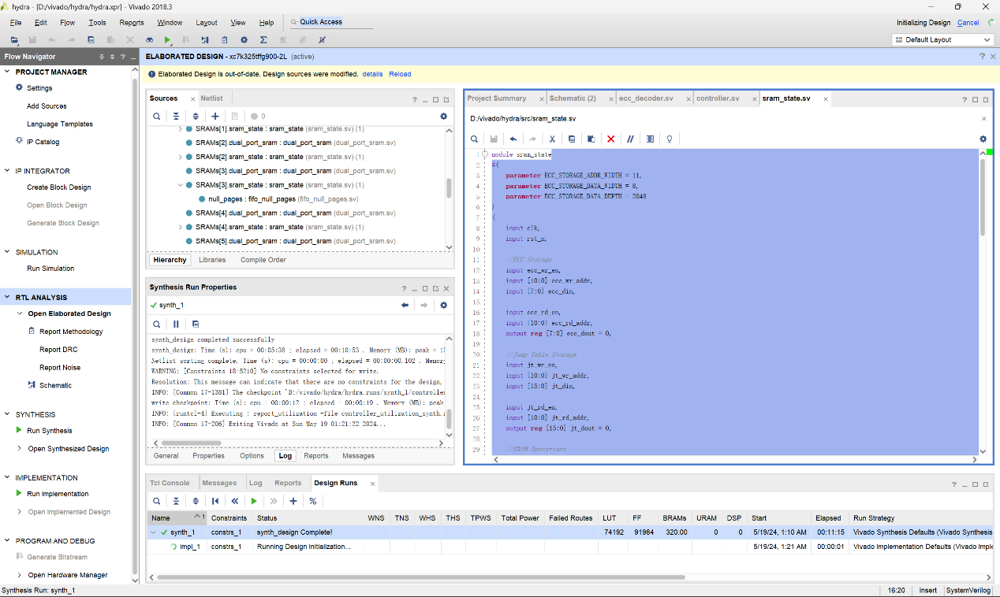 hydra - [D:/vivado/hydra/hydra.xpr] - Vivado 2018.3
File Edit Flow Tools Reports Window Layout View Help Quick Access
Initializing Design Cancel
Default Layout
Flow Navigator
PROJECT MANAGER
Settings
Add Sources
Language Templates
IP Catalog
IP INTEGRATOR
Create Block Design
Open Block Design
Generate Block Design
SIMULATION
Run Simulation
RTL ANALYSIS
Open Elaborated Design
Report Methodology
Report DRC
Report Noise
Schematic
SYNTHESIS
Run Synthesis
Open Synthesized Design
IMPLEMENTATION
Run Implementation
Open Implemented Design
PROGRAM AND DEBUG
Generate Bitstream
Open Hardware Manager
ELABORATED DESIGN - xc7k325tffg900-2L (active)
Elaborated Design is out-of-date. Design sources were modified. details Reload
Sources Netlist
0
SRAMs[1].sram_state : sram_state (sram_state.sv) (1)
SRAMs[2].dual_port_sram : dual_port_sram (dual_port_sram.sv)
SRAMs[2].sram_state : sram_state (sram_state.sv) (1)
SRAMs[3].dual_port_sram : dual_port_sram (dual_port_sram.sv)
SRAMs[3].sram_state : sram_state (sram_state.sv) (1)
null_pages : fifo_null_pages (fifo_null_pages.sv)
SRAMs[4].dual_port_sram : dual_port_sram (dual_port_sram.sv)
SRAMs[4].sram_state : sram_state (sram_state.sv) (1)
SRAMs[5].dual_port_sram : dual_port_sram (dual_port_sram.sv)
Hierarchy Libraries Compile Order
Synthesis Run Properties
synth_1
synth_design completed successfully
synth_design: Time (s): cpu = 00:05:38 ; elapsed = 00:10:53 . Memory (MB): peak = 1
Netlist sorting complete. Time (s): cpu = 00:00:00 ; elapsed = 00:00:00.102 . Memor
WARNING: [Constraints 18-5210] No constraints selected for write.
Resolution: This message can indicate that there are no constraints for the design,
INFO: [Common 17-1381] The checkpoint 'D:/vivado/hydra/hydra.runs/synth_1/controlle
write_checkpoint: Time (s): cpu = 00:00:12 ; elapsed = 00:00:19 . Memory (MB): peak
INFO: [runtcl-4] Executing : report_utilization -file controller_utilization_synth.
INFO: [Common 17-206] Exiting Vivado at Sun May 19 01:21:22 2024...
General Properties Options Log Reports Messages
Project Summary Schematic (2) ecc_decoder.sv controller.sv sram_state.sv
D:/vivado/hydra/src/sram_state.sv
1 module sram_state
2 #(
3 parameter ECC_STORAGE_ADDR_WIDTH = 11,
4 parameter ECC_STORAGE_DATA_WIDTH = 8,
5 parameter ECC_STORAGE_DATA_DEPTH = 2048
6 )
7 (
8 input clk,
9 input rst_n,
10
11 //ECC Storage
12 input ecc_wr_en,
13 input [10:0] ecc_wr_addr,
14 input [7:0] ecc_din,
15
16 input ecc_rd_en,
17 input [10:0] ecc_rd_addr,
18 output reg [7:0] ecc_dout = 0,
19
20 //Jump Table Storage
21 input jt_wr_en,
22 input [10:0] jt_wr_addr,
23 input [15:0] jt_din,
24
25 input jt_rd_en,
26 input [10:0] jt_rd_addr,
27 output reg [15:0] jt_dout = 0,
28
29 //SRAM Operations
Tcl Console Messages Log Reports Design Runs
Name 1 Constraints Status WNS TNS WHS THS TPWS Total Power Failed Routes LUT FF BRAMs URAM DSP Start Elapsed Run Strategy
synth_1 constrs_1 synth_design Complete! 74192 91984 320.00 0 0 5/19/24, 1:10 AM 00:11:15 Vivado Synthesis Defaults (Vivado Synthesis
impl_1 constrs_1 Running Design Initialization... 5/19/24, 1:21 AM 00:00:01 Vivado Implementation Defaults (Vivado Imple
Synthesis Run: synth_1
16:20 Insert SystemVerilog